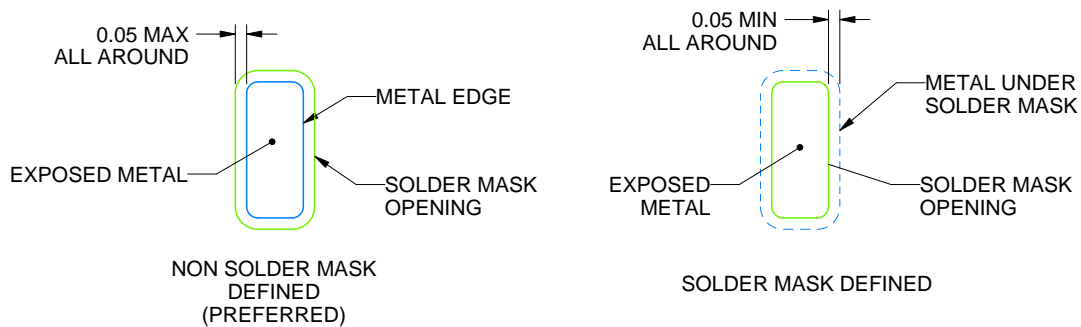 0.05 MAX
ALL AROUND
METAL EDGE
EXPOSED METAL
SOLDER MASK
OPENING
NON SOLDER MASK
DEFINED
(PREFERRED)
0.05 MIN
ALL AROUND
METAL UNDER
SOLDER MASK
EXPOSED
METAL
SOLDER MASK
OPENING
SOLDER MASK DEFINED